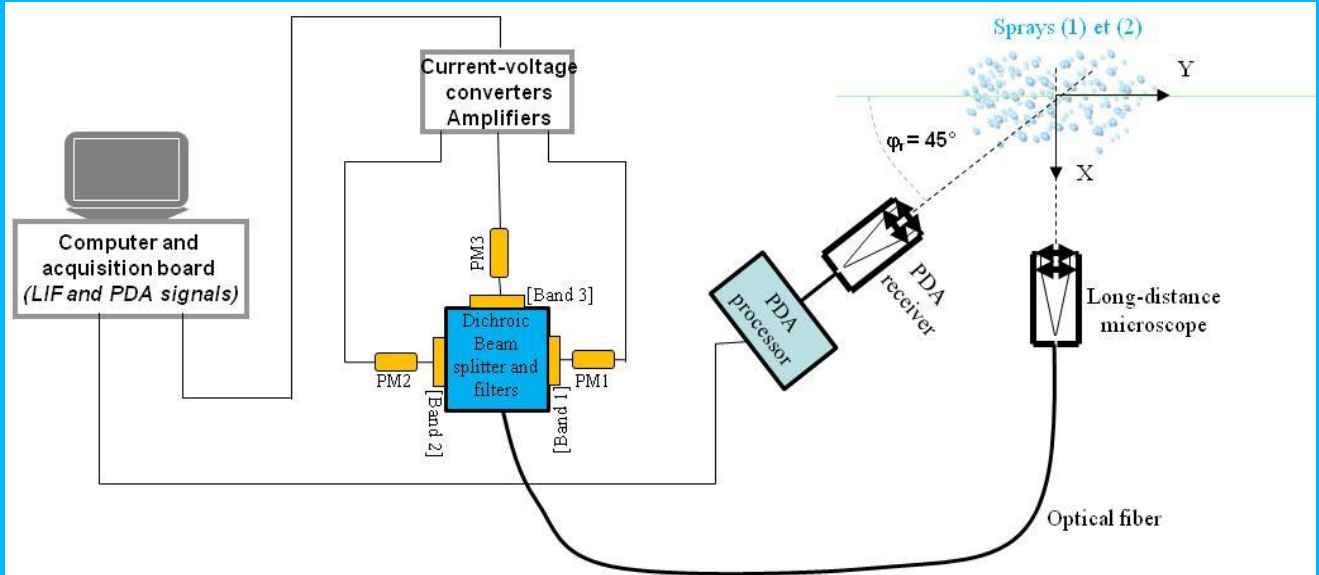 Sprays (1) et (2)
Y
X
φr = 45°
Current-voltage
converters
Amplifiers
Computer and
acquisition board
(LIF and PDA signals)
PM3
[Band 3]
Dichroic
Beam
splitter and
filters
PM2
[Band 2]
PM1
[Band 1]
PDA
processor
PDA
receiver
Long-distance
microscope
Optical fiber